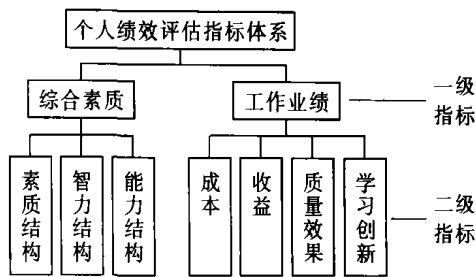 个人绩效评估指标体系
综合素质
工作业绩
一级
指标
素质结构
智力结构
能力结构
成本
收益
质量效果
学习创新
二级
指标